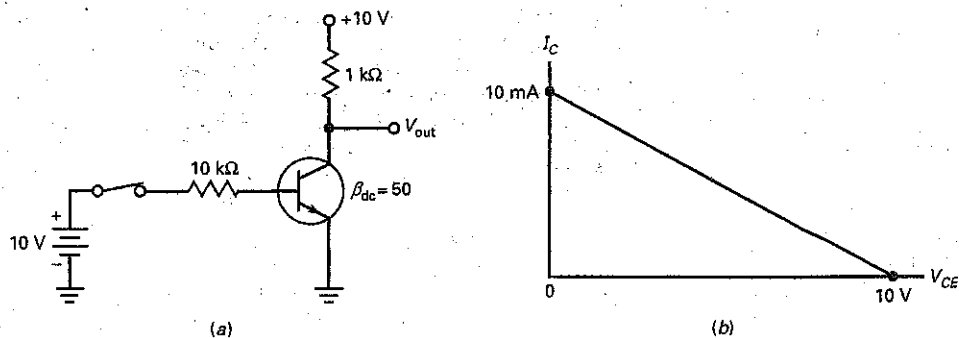 +10 V
1 kΩ
V_out
10 kΩ
β_dc = 50
+
10 V
−
(a)
I_C
10 mA
0
10 V
V_CE
(b)